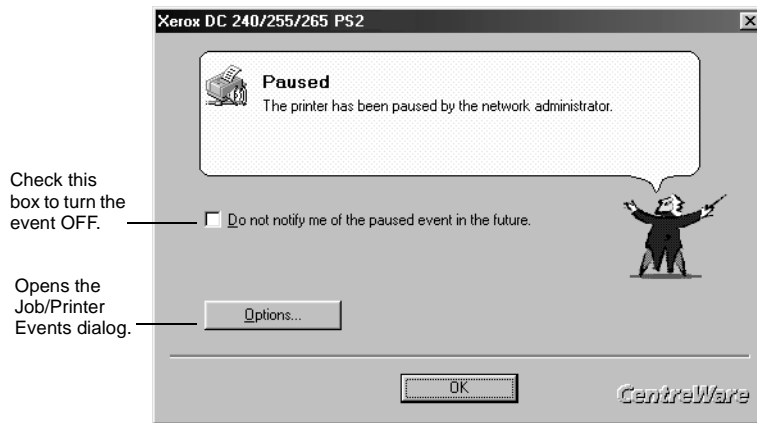 Xerox DC 240/255/265 PS2
Paused
The printer has been paused by the network administrator.
Check this
box to turn the
event OFF.
Do not notify me of the paused event in the future.
Opens the
Job/Printer
Events dialog.
Options...
OK
CentreWare